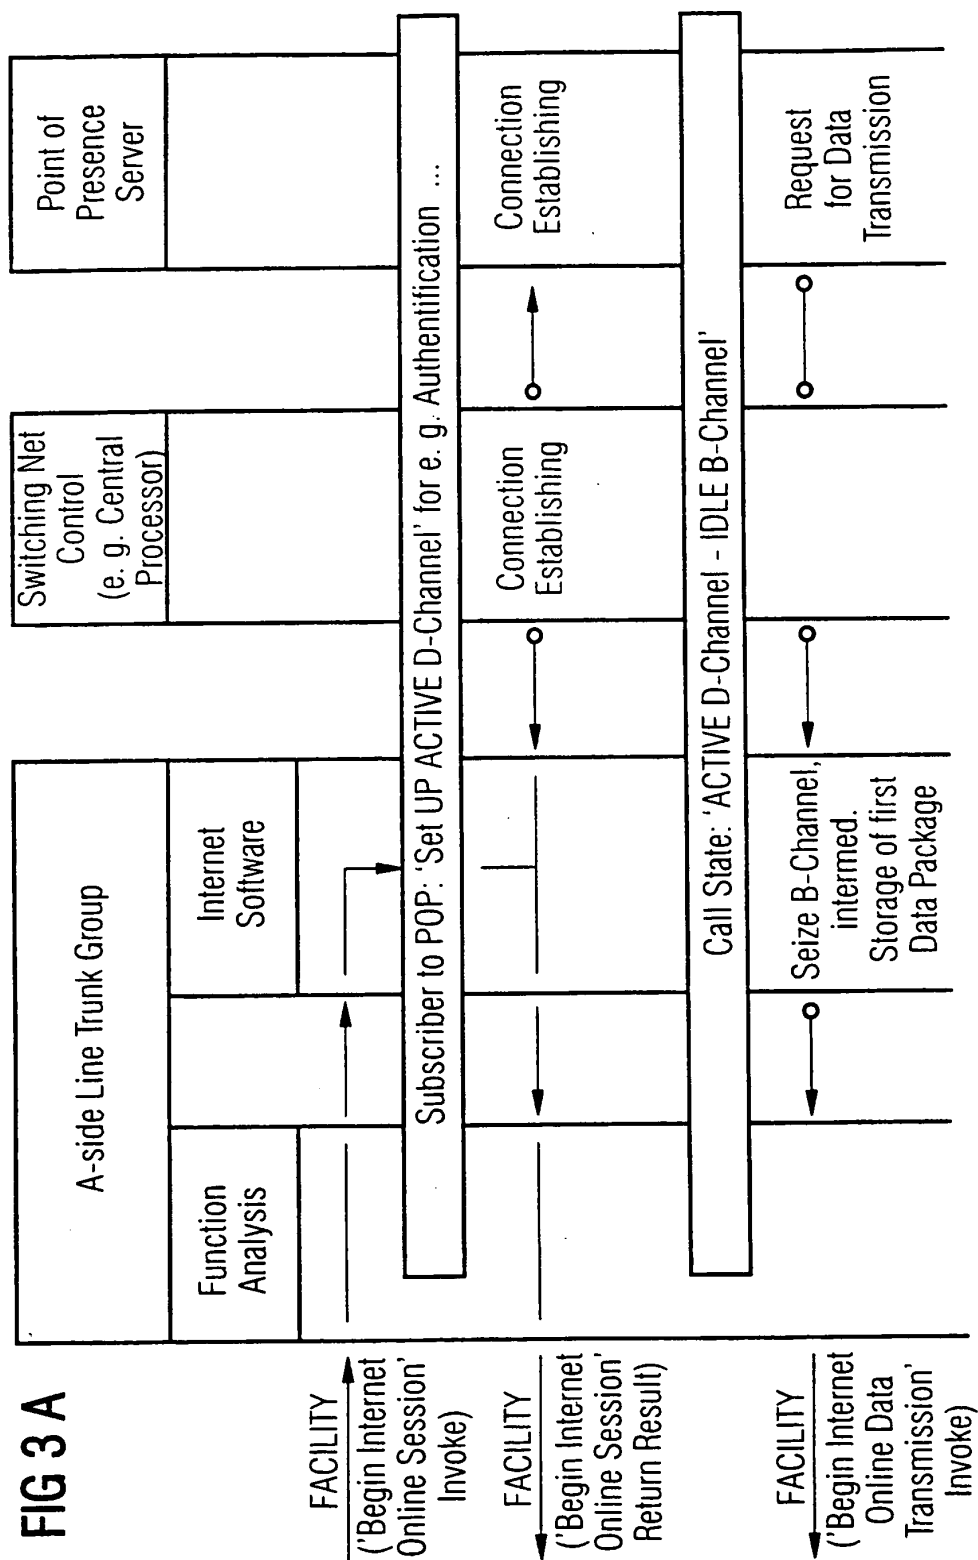 FIG 3 A
A-side Line Trunk Group
Function
Analysis
Internet
Software
Switching Net
Control
(e. g. Central
Processor)
Point of
Presence
Server
FACILITY
('Begin Internet
Online Session'
Invoke)
Subscriber to POP: 'Set UP ACTIVE D-Channel' for e. g. Authentification ...
FACILITY
('Begin Internet
Online Session'
Return Result)
Connection
Establishing
Connection
Establishing
Call State: 'ACTIVE D-Channel - IDLE B-Channel'
FACILITY
('Begin Internet
Online Data
Transmission'
Invoke)
Seize B-Channel,
intermed.
Storage of first
Data Package
Request
for Data
Transmission